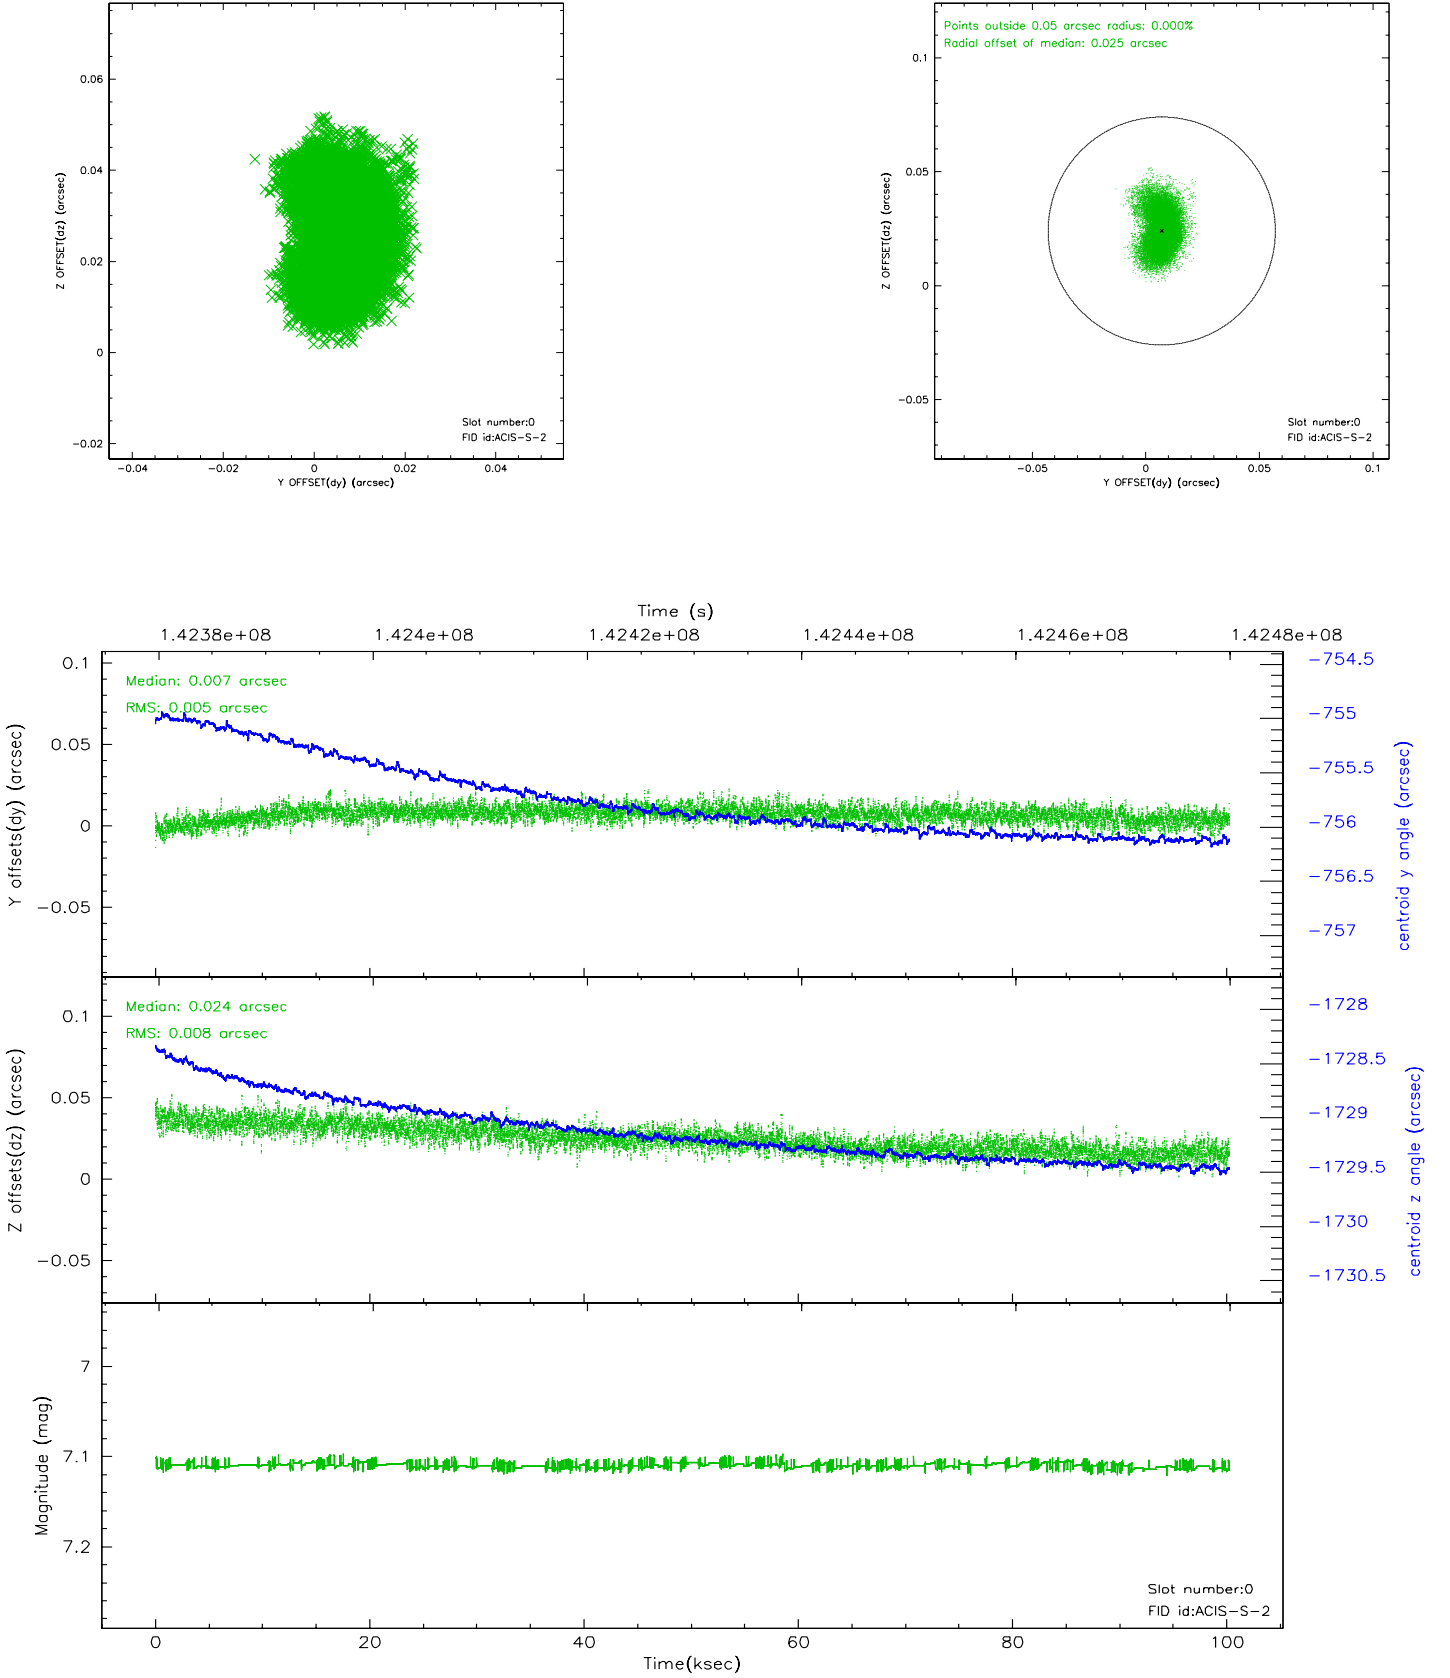 0.06
0.04
0.02
0
−0.02
Z OFFSET(dz) (arcsec)
Slot number:0
FID id:ACIS−S−2
−0.04 −0.02 0 0.02 0.04
Y OFFSET(dy) (arcsec)
Points outside 0.05 arcsec radius: 0.000%
Radial offset of median: 0.025 arcsec
0.1
0.05
0
−0.05
Z OFFSET(dz) (arcsec)
Slot number:0
FID id:ACIS−S−2
−0.05 0 0.05 0.1
Y OFFSET(dy) (arcsec)
Time (s)
1.4238e+08 1.424e+08 1.4242e+08 1.4244e+08 1.4246e+08 1.4248e+08
Median: 0.007 arcsec
RMS: 0.005 arcsec
0.1
0.05
0
−0.05
Y offsets(dy) (arcsec)
−754.5
−755
−755.5
−756
−756.5
−757
centroid y angle (arcsec)
Median: 0.024 arcsec
RMS: 0.008 arcsec
0.1
0.05
0
−0.05
Z offsets(dz) (arcsec)
−1728
−1728.5
−1729
−1729.5
−1730
−1730.5
centroid z angle (arcsec)
7
7.1
7.2
Magnitude (mag)
Slot number:0
FID id:ACIS−S−2
0 20 40 60 80 100
Time(ksec)